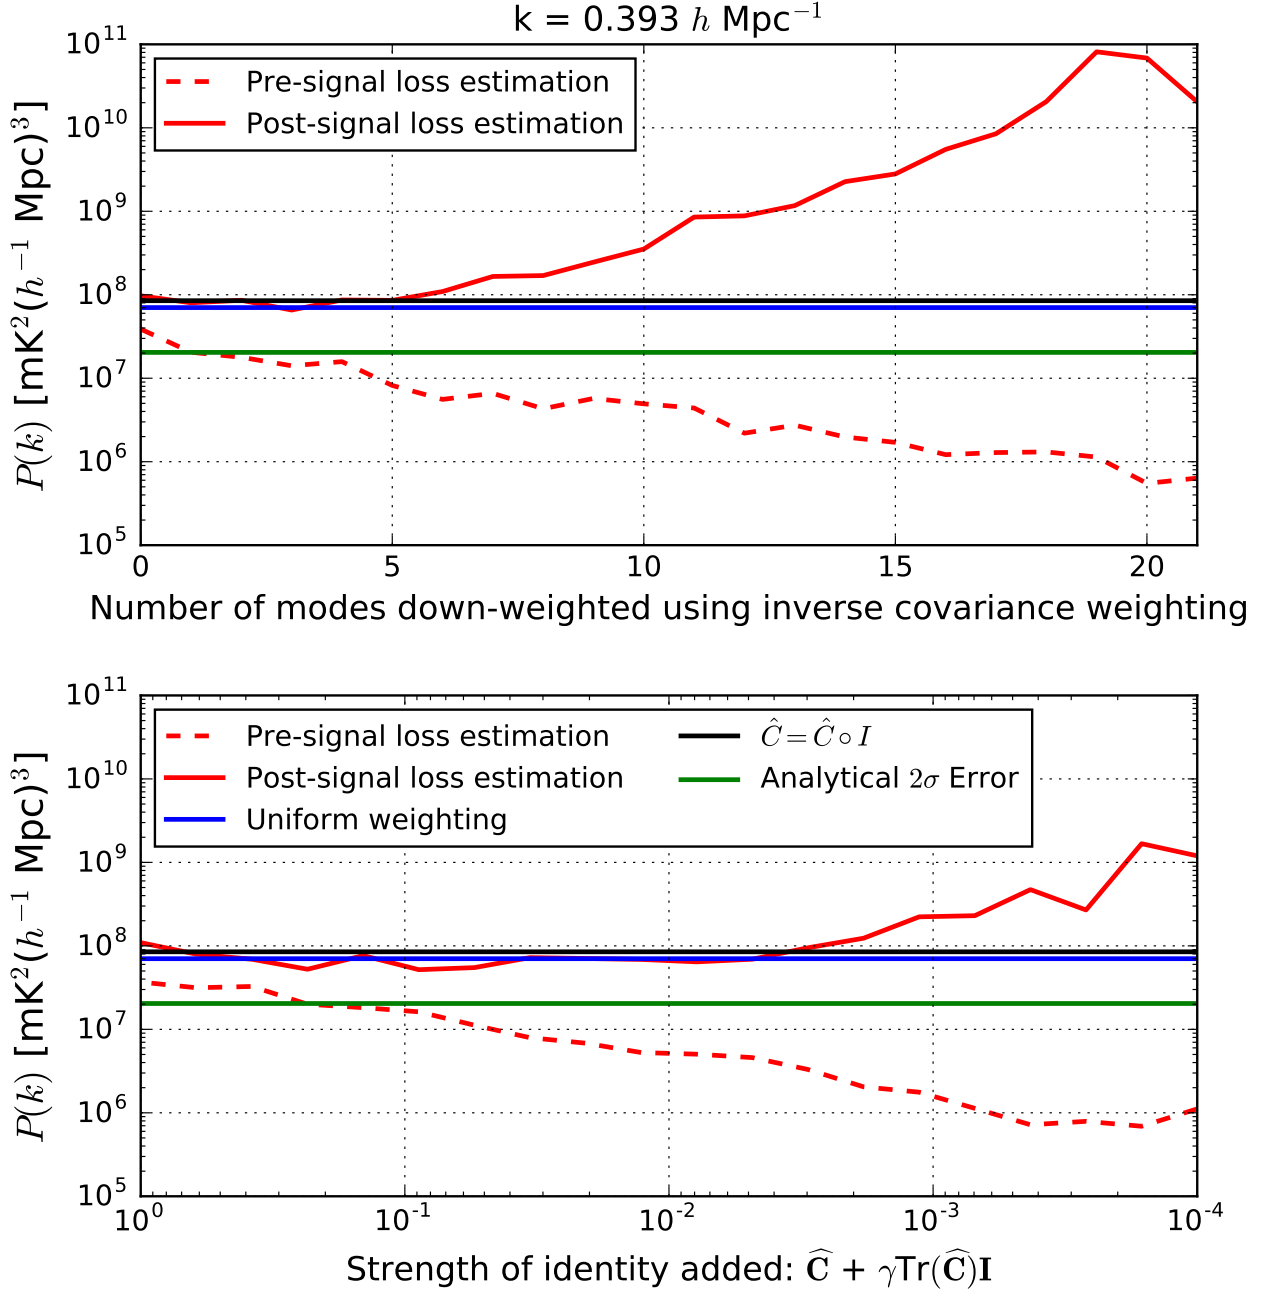 k = 0.393 h Mpc⁻¹
P(k) [mK²(h⁻¹ Mpc)³]
10¹¹
10¹⁰
10⁹
10⁸
10⁷
10⁶
10⁵
Pre-signal loss estimation
Post-signal loss estimation
0 5 10 15 20
Number of modes down-weighted using inverse covariance weighting
P(k) [mK²(h⁻¹ Mpc)³]
10¹¹
10¹⁰
10⁹
10⁸
10⁷
10⁶
10⁵
Pre-signal loss estimation
Post-signal loss estimation
Uniform weighting
Ĉ = Ĉ ∘ I
Analytical 2σ Error
10⁰ 10⁻¹ 10⁻² 10⁻³ 10⁻⁴
Strength of identity added: Ĉ + γTr(Ĉ)I